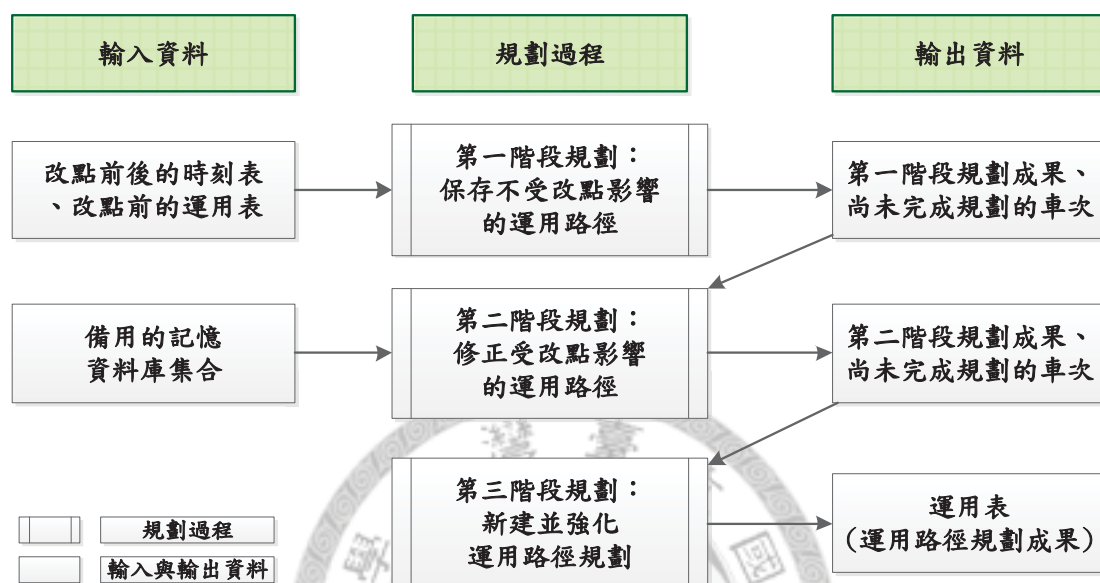 輸入資料
規劃過程
輸出資料
改點前後的時刻表
、改點前的運用表
第一階段規劃：
保存不受改點影響
的運用路徑
第一階段規劃成果、
尚未完成規劃的車次
備用的記憶
資料庫集合
第二階段規劃：
修正受改點影響
的運用路徑
第二階段規劃成果、
尚未完成規劃的車次
第三階段規劃：
新建並強化
運用路徑規劃
運用表
(運用路徑規劃成果)
規劃過程
輸入與輸出資料
臺
灣
學
國